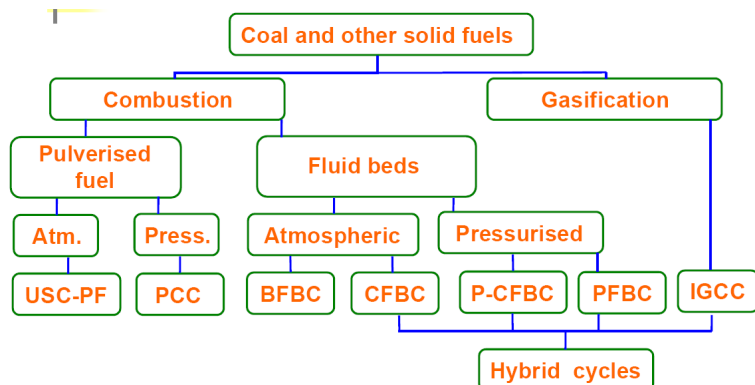 Coal and other solid fuels
Combustion
Gasification
Pulverised
fuel
Fluid beds
Atm.
Press.
Atmospheric
Pressurised
USC-PF
PCC
BFBC
CFBC
P-CFBC
PFBC
IGCC
Hybrid cycles